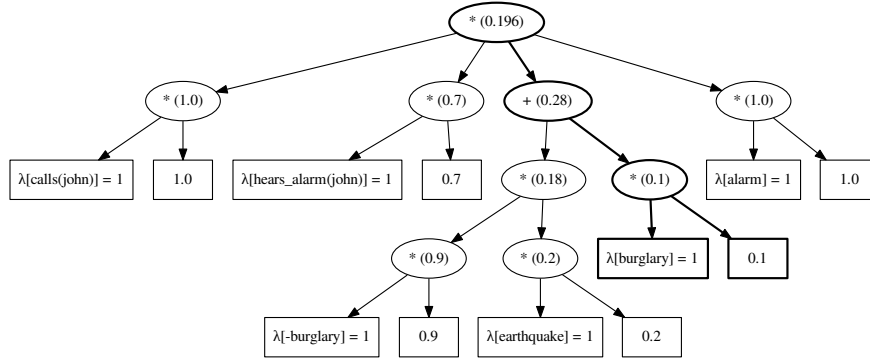 * (0.196)
* (1.0)
* (0.7)
+ (0.28)
* (1.0)
λ[calls(john)] = 1
1.0
λ[hears_alarm(john)] = 1
0.7
* (0.18)
* (0.1)
λ[alarm] = 1
1.0
* (0.9)
* (0.2)
λ[burglary] = 1
0.1
λ[-burglary] = 1
0.9
λ[earthquake] = 1
0.2